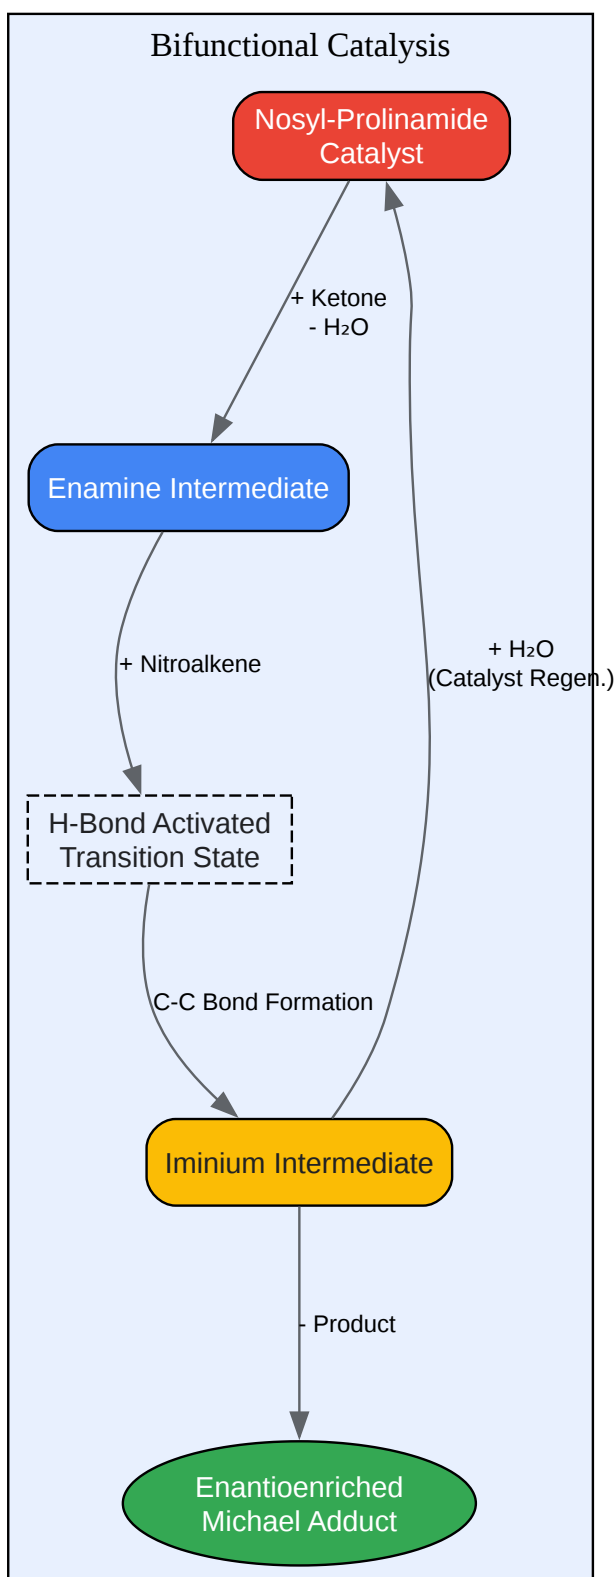 Bifunctional Catalysis
Nosyl-Prolinamide
Catalyst
+ Ketone
- H₂O
Enamine Intermediate
+ H₂O
(Catalyst Regen.)
+ Nitroalkene
H-Bond Activated
Transition State
C-C Bond Formation
Iminium Intermediate
- Product
Enantioenriched
Michael Adduct